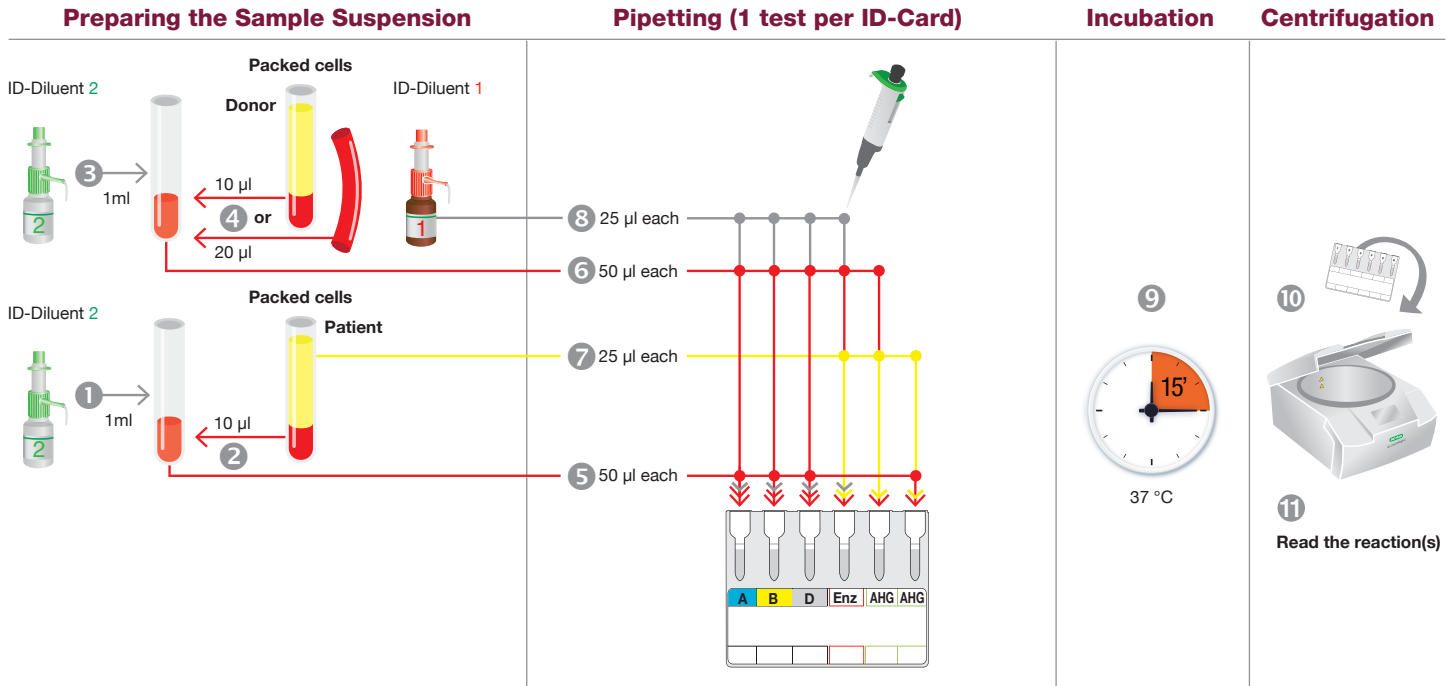 Preparing the Sample Suspension
Pipetting (1 test per ID-Card)
Incubation
Centrifugation
Packed cells
ID-Diluent 2
Donor
ID-Diluent 1
3
1ml
2
10 µl
4 or
20 µl
1
8 25 µl each
6 50 µl each
Packed cells
ID-Diluent 2
Patient
1
1ml
2
10 µl
2
7 25 µl each
5 50 µl each
A B D Enz AHG AHG
9
15’
37 °C
10
11
Read the reaction(s)